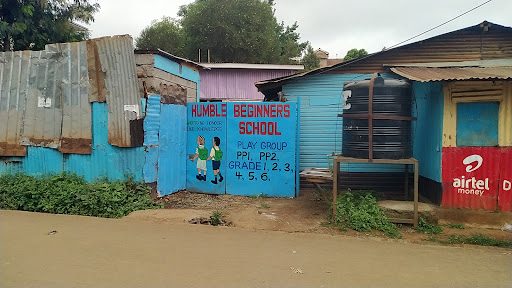 HUMBLE BEGINNERS
SCHOOL
PLAY GROUP
PP1, PP2,
GRADE 1, 2, 3,
4, 5, 6.
airtel
money